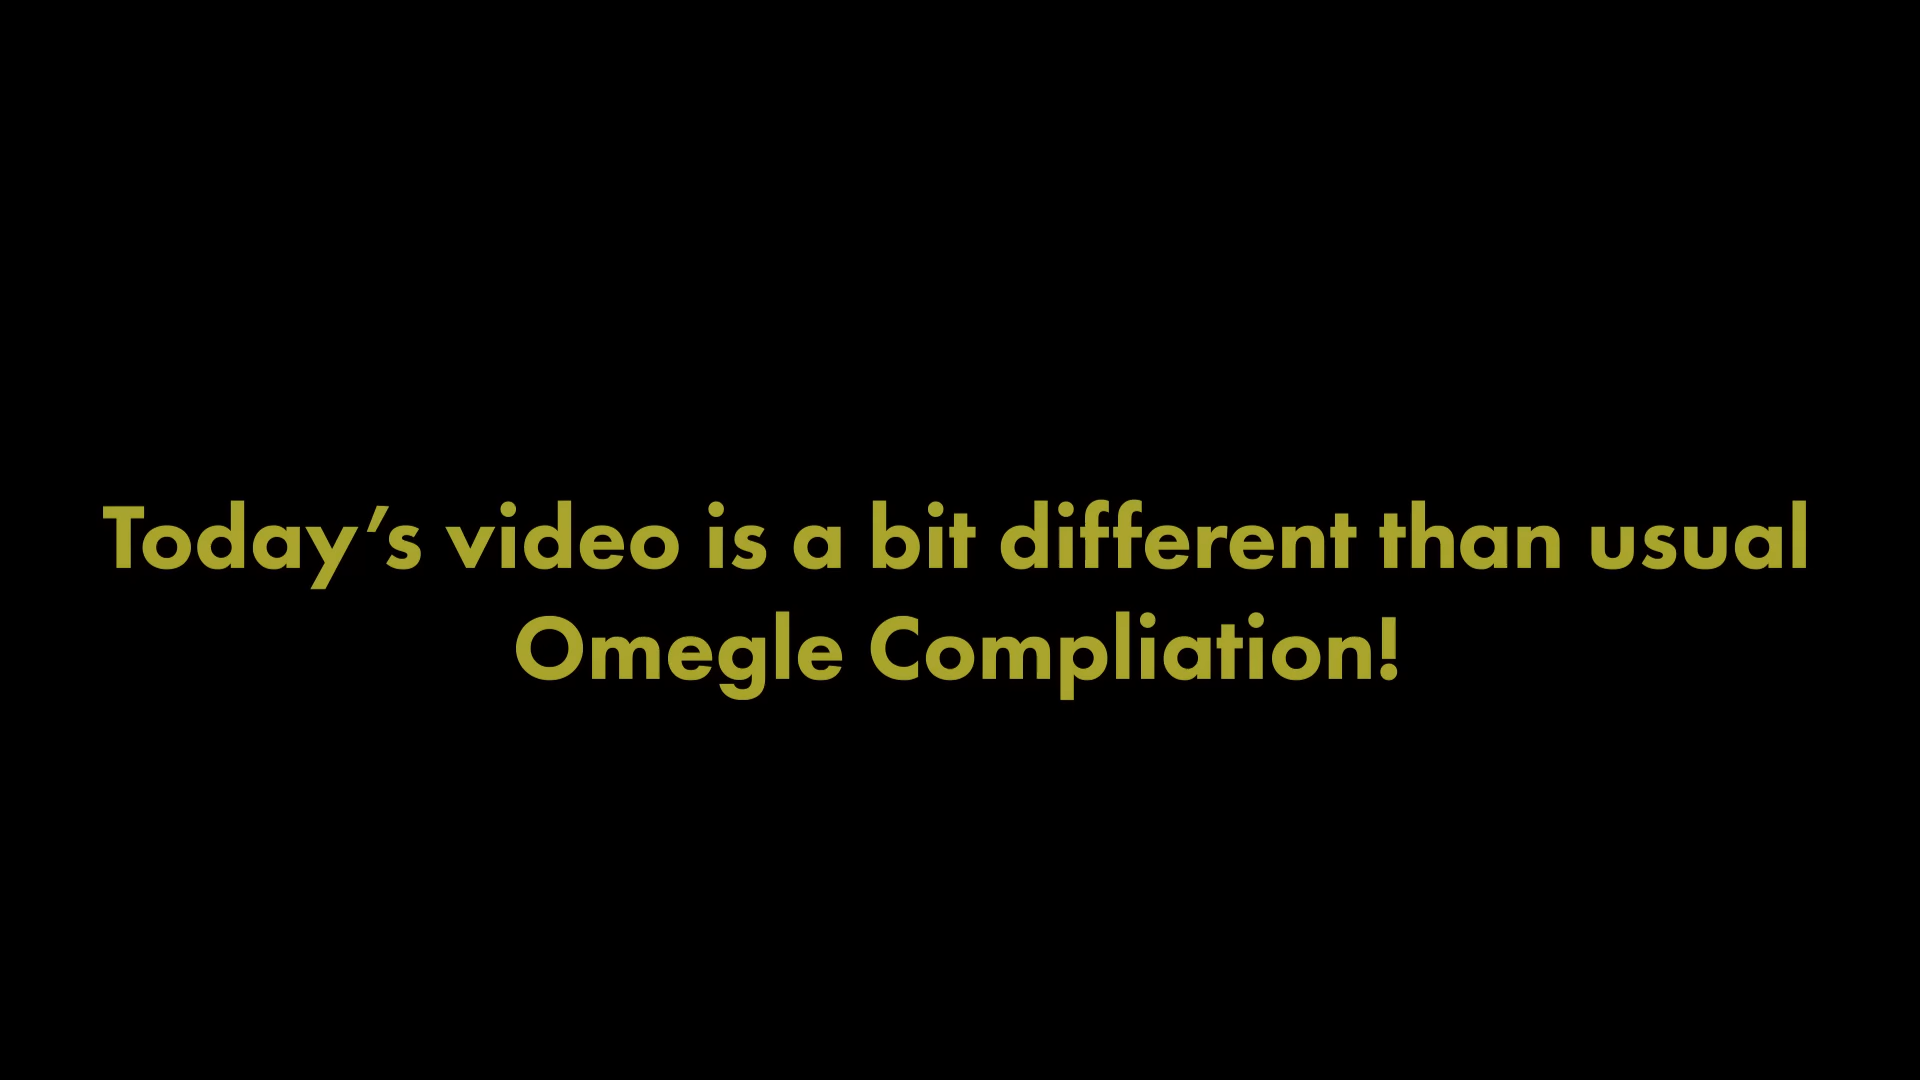 Today’s video is a bit different than usual
Omegle Compliation!